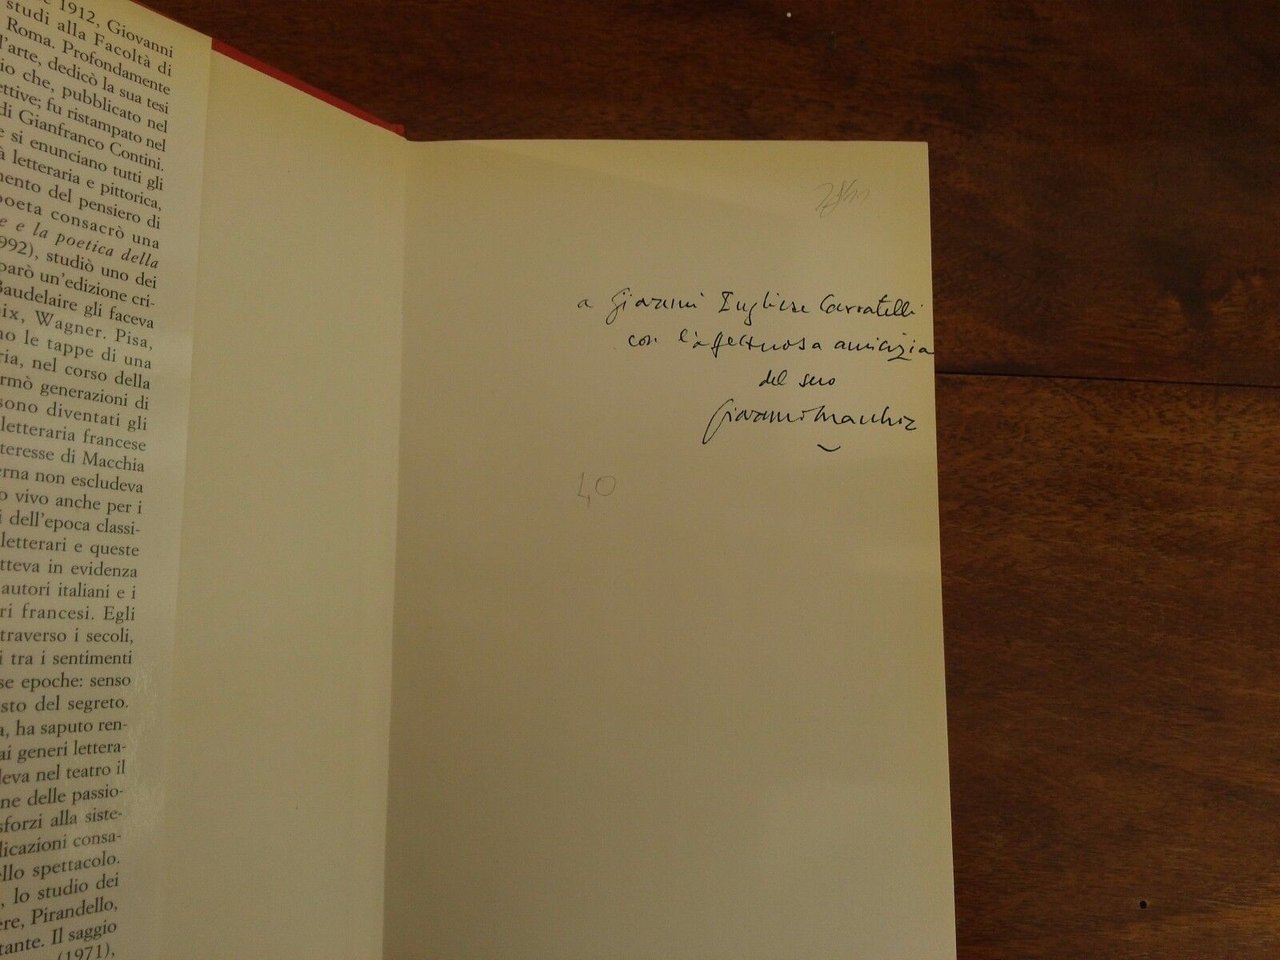 e 1912, Giovanni
studi alla Facoltà di
Roma. Profondamente
l'arte, dedicò la sua tesi
io che, pubblicato nel
ettive; fu ristampato nel
di Gianfranco Contini.
e si enunciano tutti gli
à letteraria e pittorica,
mento del pensiero di
poeta consacrò una
e e la poetica della
992), studiò uno dei
parò un'edizione cri-
Baudelaire gli faceva
ix, Wagner. Pisa,
no le tappe di una
ria, nel corso della
rmò generazioni di
sono diventati gli
letteraria francese
teresse di Macchia
erna non escludeva
o vivo anche per i
i dell'epoca classi-
letterari e queste
tteva in evidenza
autori italiani e i
ri francesi. Egli
traverso i secoli,
i tra i sentimenti
se epoche: senso
sto del segreto.
a, ha saputo ren-
ai generi lettera-
leva nel teatro il
ne delle passio-
sforzi alla siste-
licazioni consa-
llo spettacolo.
, lo studio dei
ere, Pirandello,
tante. Il saggio
(1971),
a Giovanni Pugliese Carratelli
con l'affettuosa amicizia
del suo
Giovanni Macchia
40